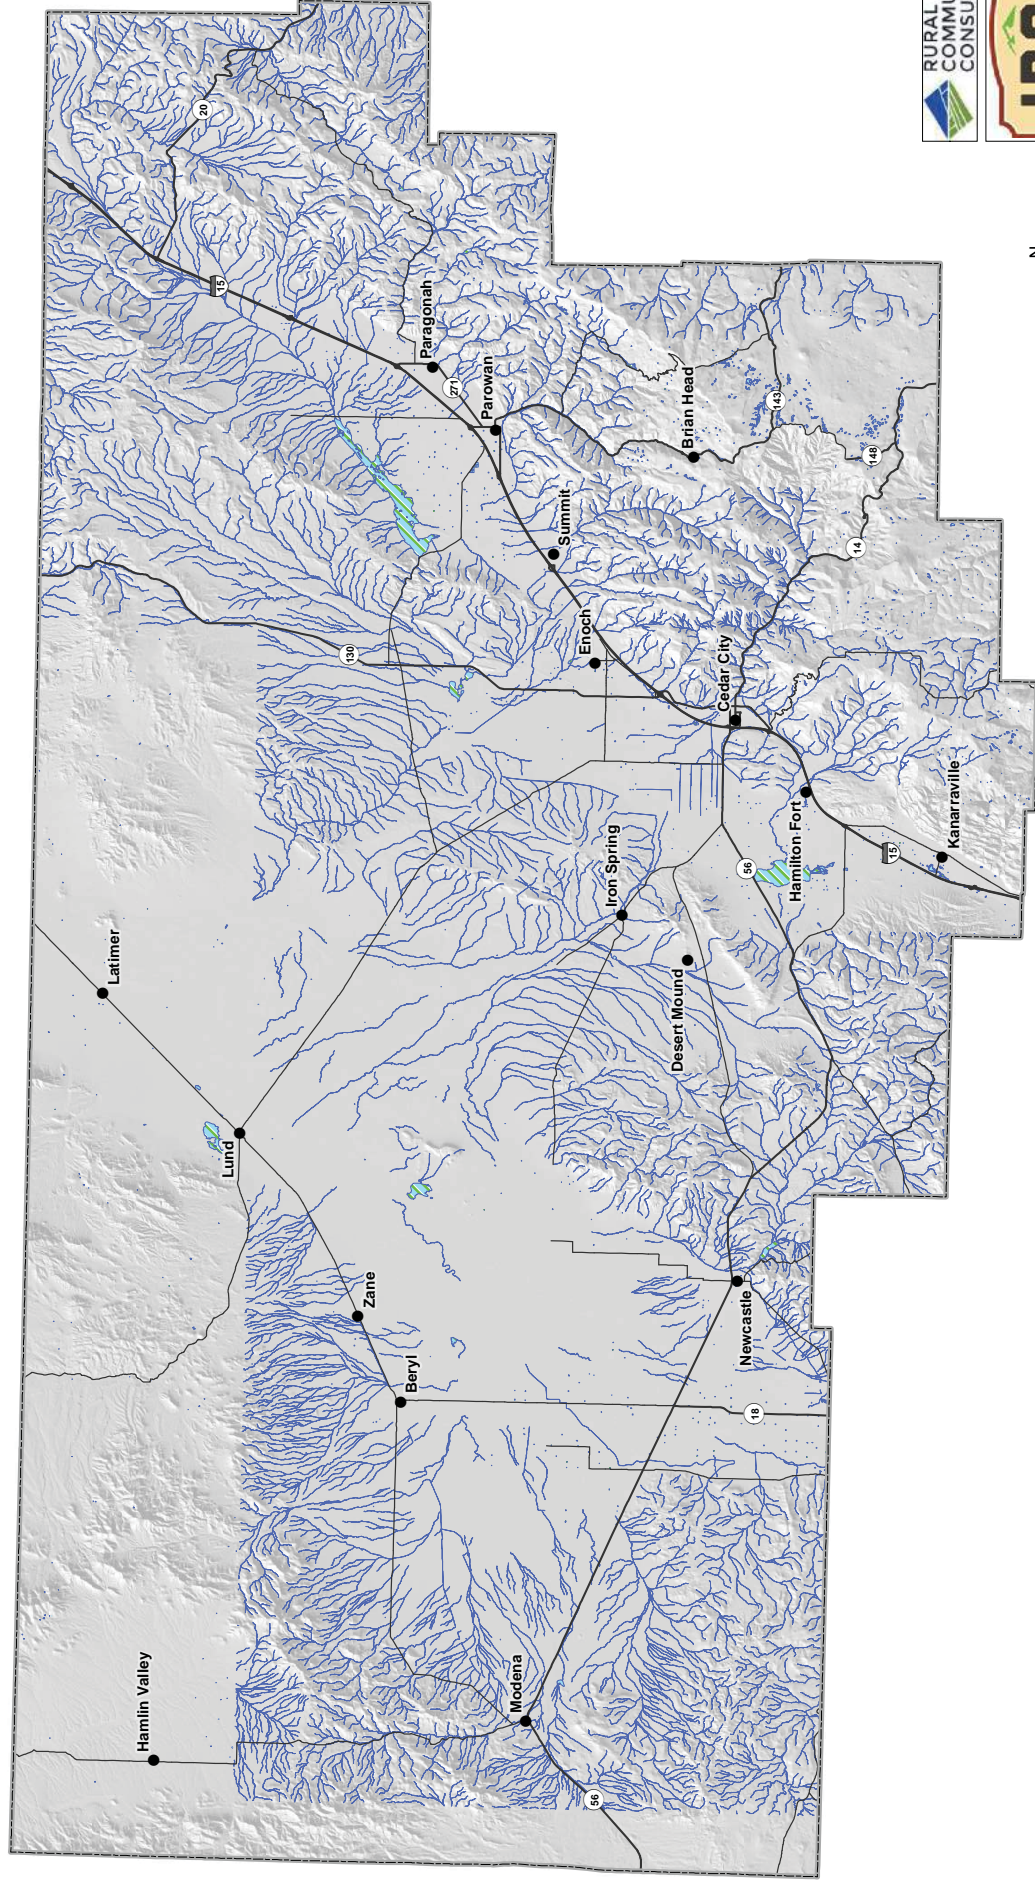 RURAL
COMMU
CONSU
N
20
15
Paragonah
271
Parowan
Brian Head
143
148
Summit
14
130
Enoch
Cedar City
Hamilton Fort
Kanarraville
15
56
Iron Spring
Desert Mound
Latimer
Lund
Zane
Beryl
Newcastle
18
Hamlin Valley
Modena
56